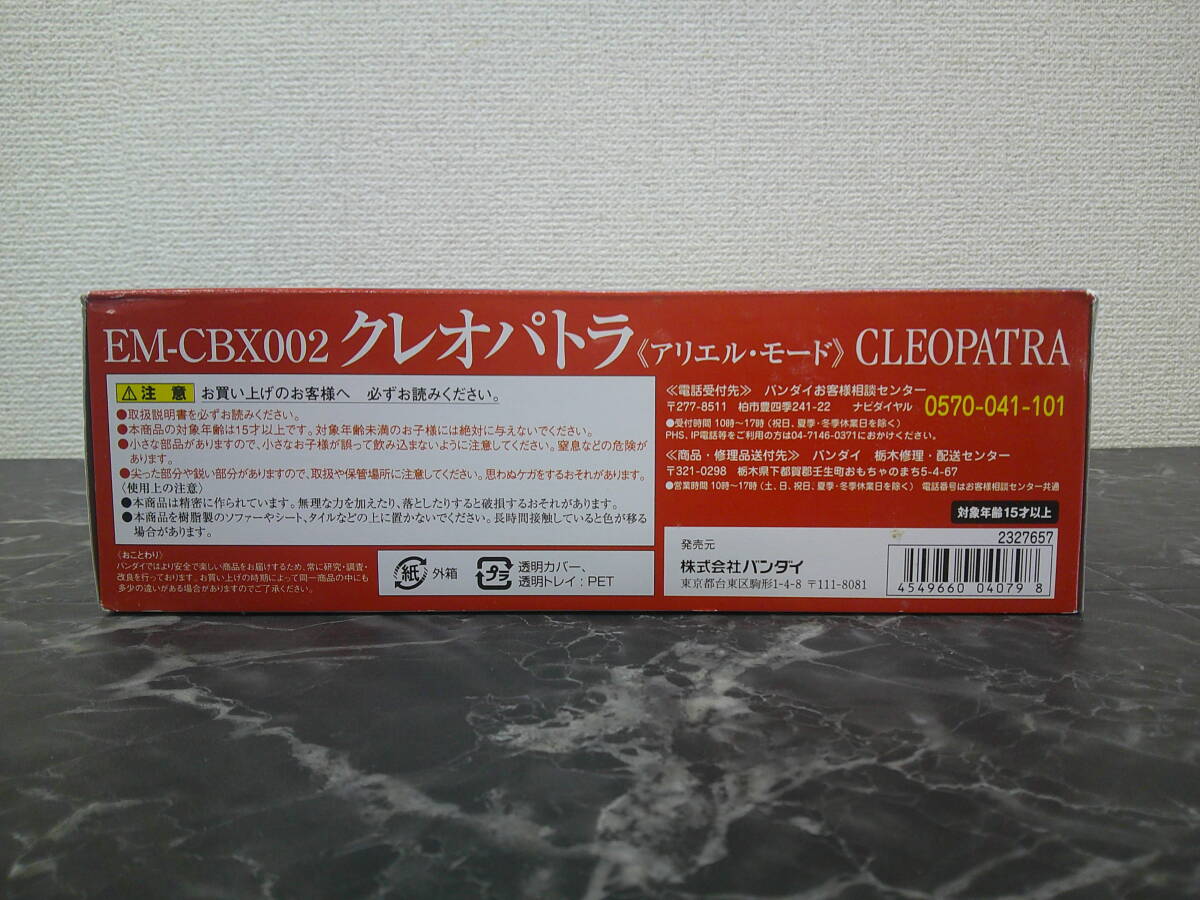 EM-CBX002 クレオパトラ《アリエル・モード》 CLEOPATRA
注意 お買い上げのお客様へ 必ずお読みください。
●取扱説明書を必ずお読みください。
●本商品の対象年齢は15才以上です。対象年齢未満のお子様には絶対に与えないでください。
●小さな部品がありますので、小さなお子様が誤って飲み込まないように注意してください。窒息などの危険が
あります。
●尖った部分や鋭い部分がありますので、取扱や保管場所に注意してください。思わぬケガをするおそれがあります。
〈使用上の注意〉
●本商品は精密に作られています。無理な力を加えたり、落としたりすると破損するおそれがあります。
●本商品を樹脂製のソファーやシート、タイルなどの上に置かないでください。長時間接触していると色が移る
場合があります。
〈おことわり〉
バンダイではより安全で楽しい商品をお届けするため、常に研究・調査・
改良を行っております。お買い上げの時期によって同一商品の中にも
多少の違いがある場合がありますのでご了承ください。
紙 外箱
プラ 透明カバー、
透明トレイ：PET
≪電話受付先≫ バンダイお客様相談センター
〒277-8511 柏市豊四季241-22 ナビダイヤル 0570-041-101
●受付時間 10時〜17時(祝日、夏季・冬季休業日を除く)
PHS、IP電話等をご利用の方は04-7146-0371におかけください。
≪商品・修理品送付先≫ バンダイ 栃木修理・配送センター
〒321-0298 栃木県下都賀郡壬生町おもちゃのまち5-4-67
●営業時間 10時〜17時(土、日、祝日、夏季・冬季休業日を除く) 電話番号はお客様相談センター共通
対象年齢15才以上
発売元
株式会社バンダイ
東京都台東区駒形1-4-8 〒111-8081
2327657
4549660 04079 8